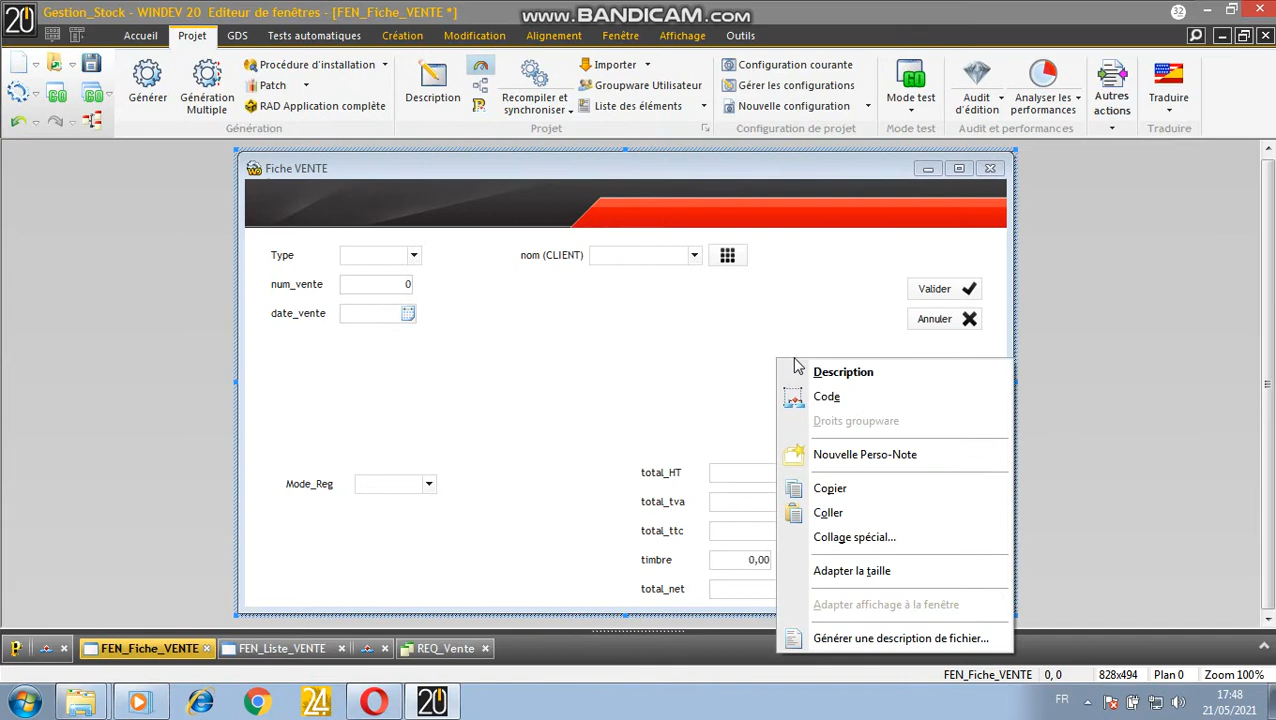 Gestion_Stock - WINDEV 20 Editeur de fenêtres - [FEN_Fiche_VENTE *]
www.BANDICAM.com
32
20
Accueil Projet GDS Tests automatiques Création Modification Alignement Fenêtre Affichage Outils
Générer
Génération Multiple
Procédure d'installation
Patch
RAD Application complète
Génération
Description
Recompiler et synchroniser
Importer
Groupware Utilisateur
Liste des éléments
Projet
Configuration courante
Gérer les configurations
Nouvelle configuration
Configuration de projet
GO
Mode test
Mode test
Audit d'édition
Analyser les performances
Audit et performances
Autres actions
Traduire
Traduire
Fiche VENTE
Type
nom (CLIENT)
num_vente 0
date_vente
Valider
Annuler
Mode_Reg
total_HT
total_tva
total_ttc
timbre 0,00
total_net
Description
Code
Droits groupware
Nouvelle Perso-Note
Copier
Coller
Collage spécial...
Adapter la taille
Adapter affichage à la fenêtre
Générer une description de fichier...
FEN_Fiche_VENTE FEN_Liste_VENTE REQ_Vente
FEN_Fiche_VENTE 0, 0 828x494 Plan 0 Zoom 100%
24
20
FR
17:48
21/05/2021